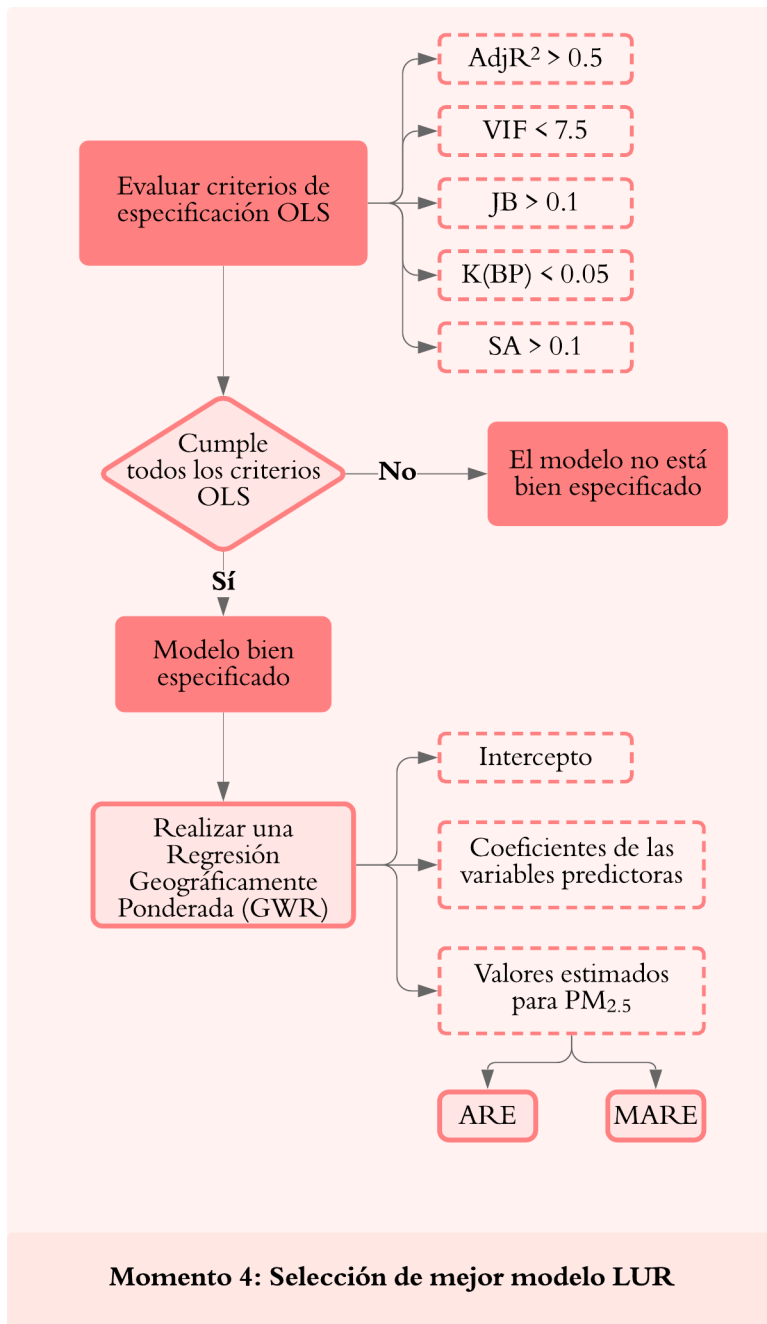 AdjR² > 0.5
VIF < 7.5
Evaluar criterios de
especificación OLS
JB > 0.1
K(BP) < 0.05
SA > 0.1
Cumple
todos los criterios
OLS
No
El modelo no está
bien especificado
Sí
Modelo bien
especificado
Intercepto
Realizar una
Regresión
Geográficamente
Ponderada (GWR)
Coeficientes de las
variables predictoras
Valores estimados
para PM₂.₅
ARE
MARE
Momento 4: Selección de mejor modelo LUR